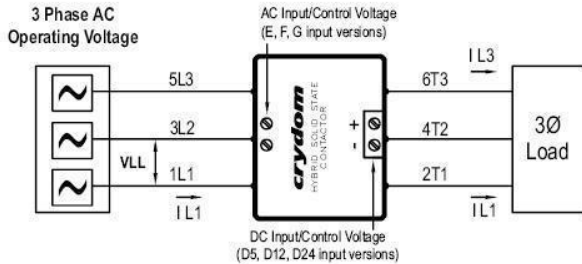 3 Phase AC
Operating Voltage
AC Input/Control Voltage
(E, F, G input versions)
5L3
3L2
VLL
1L1
IL1
crydom
HYBRID SOLID STATE
CONTACTOR
+
-
6T3
4T2
2T1
IL3
IL1
3Ø
Load
DC Input/Control Voltage
(D5, D12, D24 input versions)